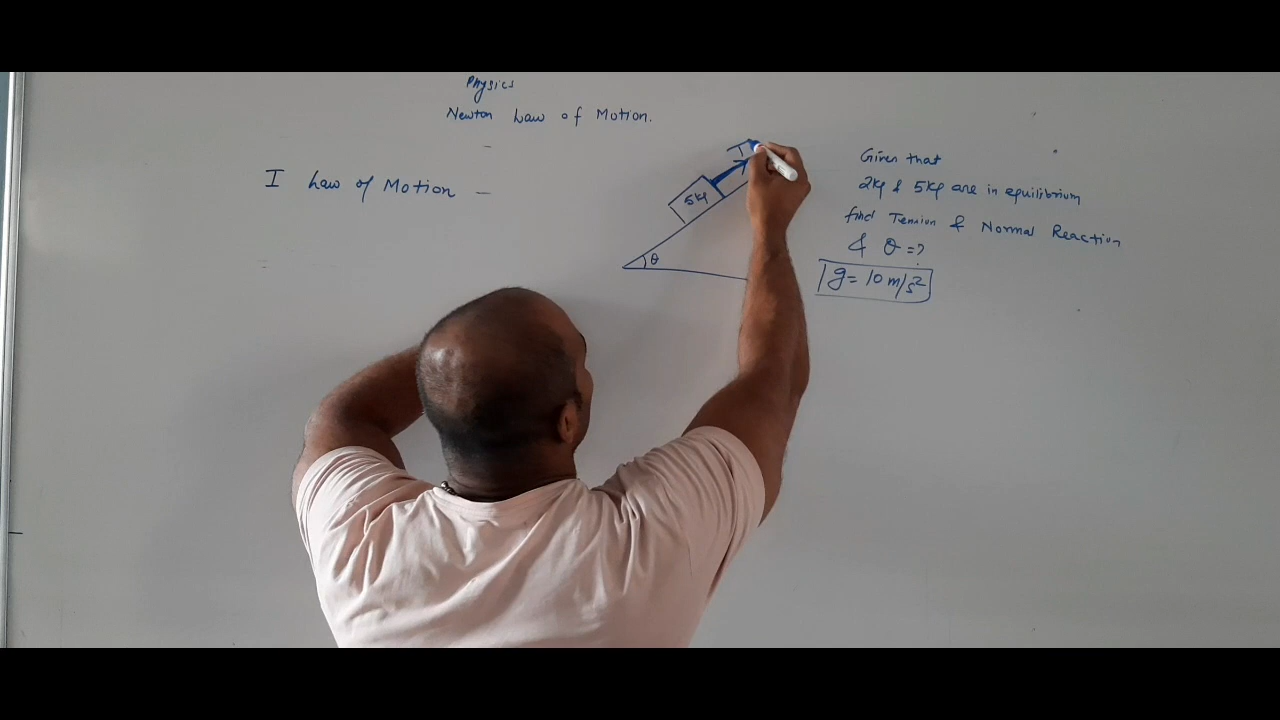 Physics
Newton Law of Motion.
I Law of Motion -
T
5kg
θ
Given that
2kg & 5kg are in equilibrium
find Tension & Normal Reaction
& θ = ?
g = 10 m/s²